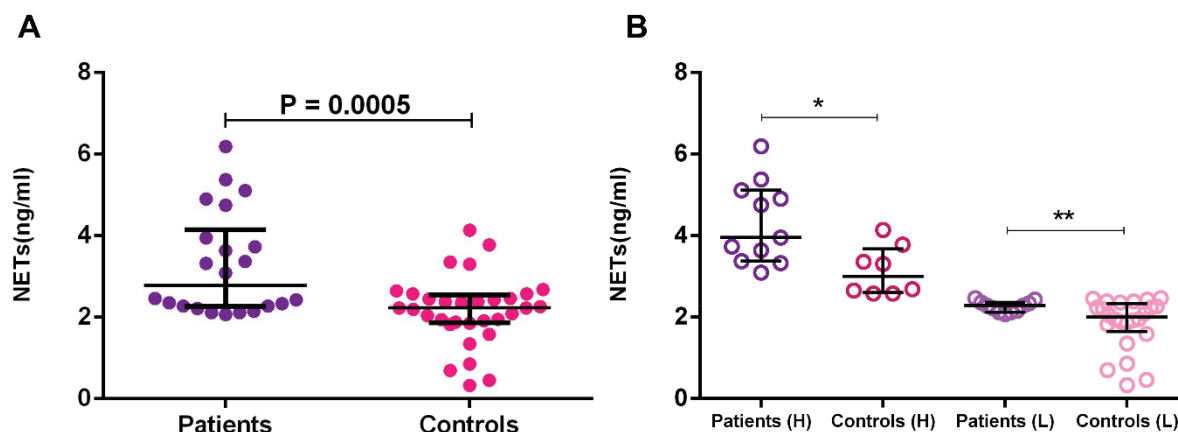 A
8
6
4
2
0
NETs(ng/ml)
P = 0.0005
Patients
Controls
B
8
6
4
2
0
NETs(ng/ml)
*
**
Patients (H)
Controls (H)
Patients (L)
Controls (L)